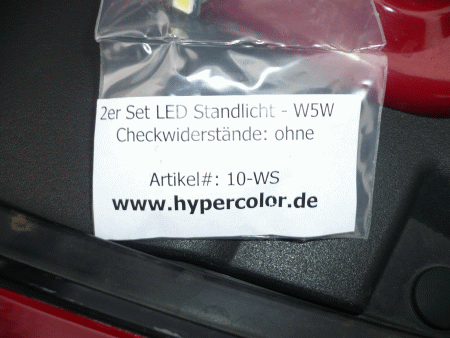 2er Set LED Standlicht - W5W
Checkwiderstände: ohne
Artikel#: 10-WS
www.hypercolor.de